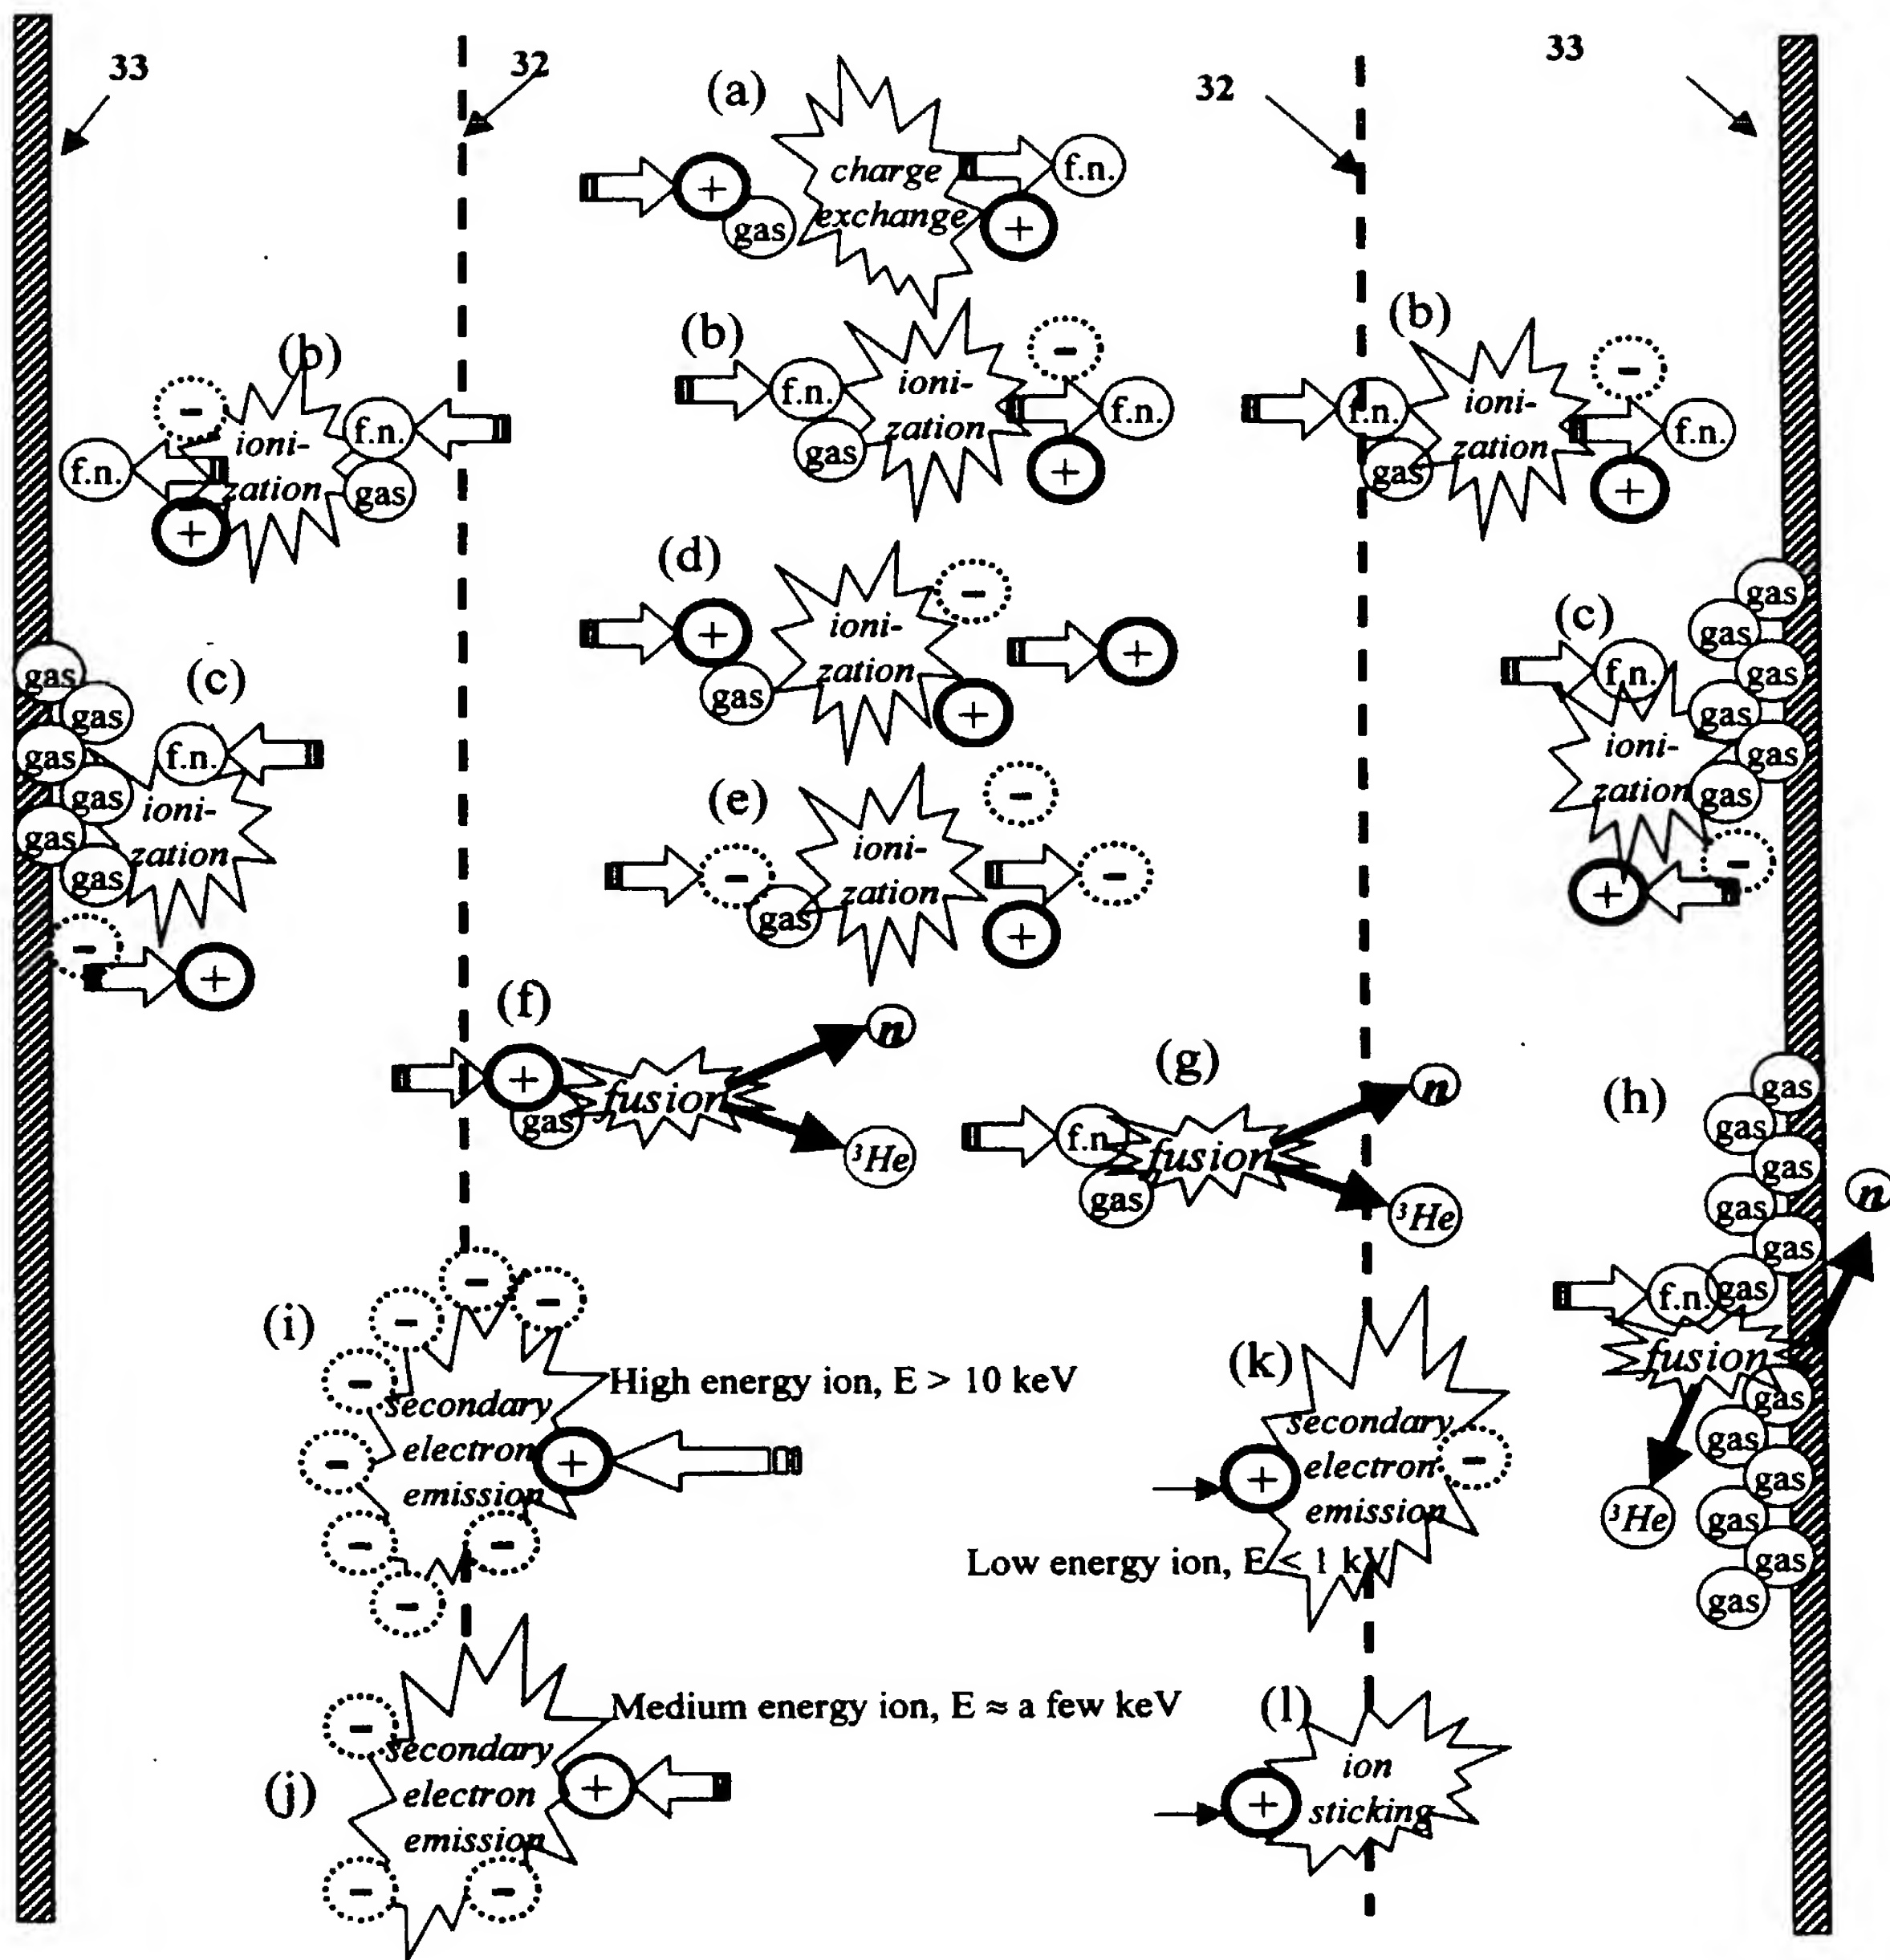 33
32
32
33
(a)
charge
exchange
+
gas
f.n.
+
(b)
-
ioni-
zation
f.n.
f.n.
gas
+
(b)
f.n.
gas
ioni-
zation
-
f.n.
+
(b)
f.n.
gas
ioni-
zation
-
f.n.
+
(d)
+
gas
ioni-
zation
-
+
+
(c)
gas
gas
gas
gas
gas
gas
f.n.
ioni-
zation
-
+
(c)
f.n.
gas
gas
gas
gas
gas
gas
ioni-
zation
-
+
(e)
-
gas
ioni-
zation
-
-
+
(f)
+
gas
fusion
n
³He
(g)
f.n.
gas
fusion
n
³He
(h)
gas
gas
gas
gas
gas
gas
f.n.
n
fusion
gas
gas
gas
gas
gas
gas
³He
(i)
-
-
-
-
-
-
-
-
secondary
electron
emission
+
High energy ion, E > 10 keV
(k)
secondary
electron
emission
+
-
Low energy ion, E < 1 kV
(j)
-
-
-
secondary
electron
emission
+
Medium energy ion, E ≈ a few keV
(l)
ion
sticking
+